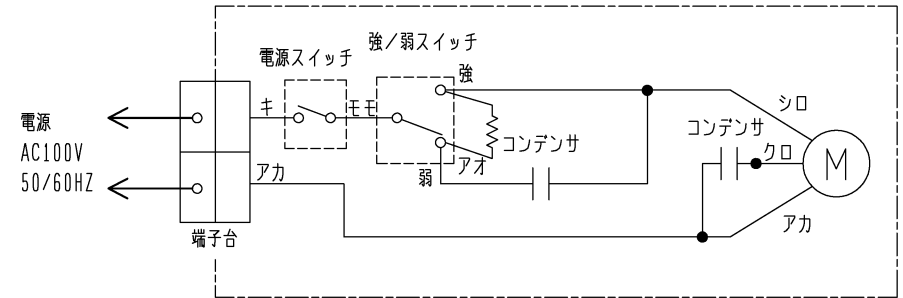 強/弱スイッチ
電源スイッチ
強
シロ
キ
モモ
電源
AC100V
50/60HZ
コンデンサ
コンデンサ
クロ
M
アカ
アオ
弱
アカ
端子台